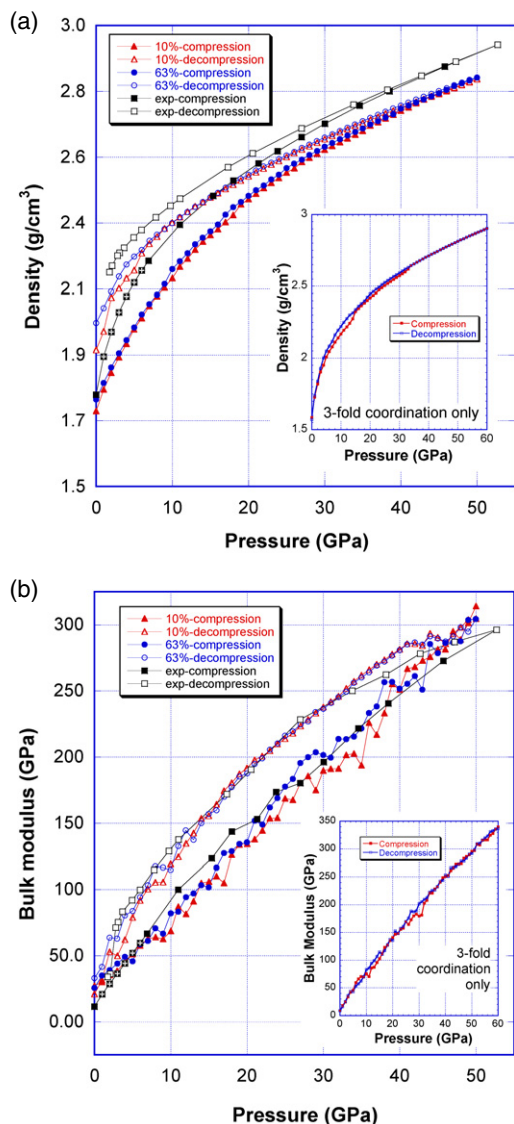 (a)
10%-compression
10%-decompression
63%-compression
63%-decompression
exp-compression
exp-decompression
Density (g/cm³)
3.0
2.8
2.6
2.4
2.1
1.9
1.7
1.5
0
10
20
30
40
50
Pressure (GPa)
Density (g/cm³)
3
2.5
2
1.5
Compression
Decompression
3-fold coordination only
0 10 20 30 40 50 60
Pressure (GPa)
(b)
10%-compression
10%-decompression
63%-compression
63%-decompression
exp-compression
exp-decompression
Bulk modulus (GPa)
300
250
200
150
100
50.0
0.00
0
10
20
30
40
50
Pressure (GPa)
Bulk Modulus (GPa)
350
300
250
200
150
100
50
0
Compression
Decompression
3-fold
coordination
only
0 10 20 30 40 50 60
Pressure (GPa)